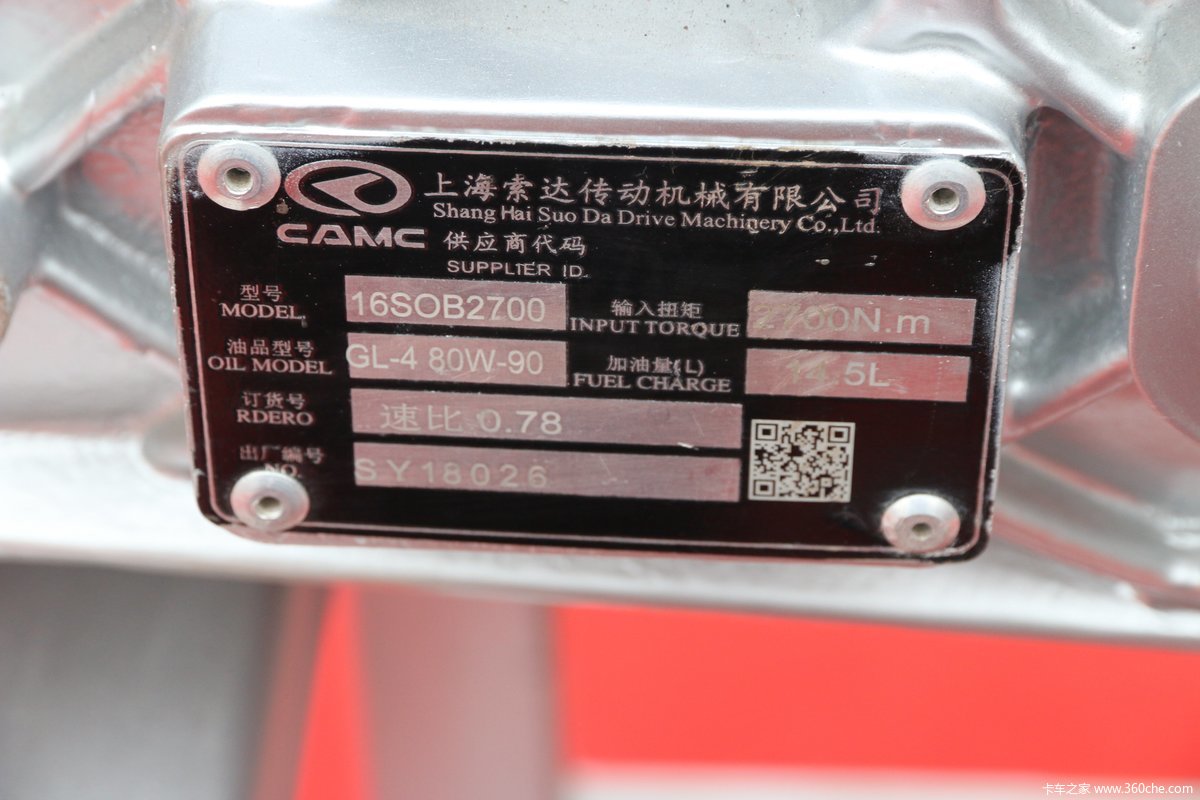 上海索达传动机械有限公司
Shang Hai Suo Da Drive Machinery Co.,Ltd.
CAMC
供应商代码
SUPPLIER ID.
型号
MODEL.
16SOB2700
输入扭矩
INPUT TORQUE
2700N.m
油品型号
OIL MODEL
GL-4 80W-90
加油量(L)
FUEL CHARGE
14.5L
订货号
RDERO
速比 0.78
出厂编号
NO.
SY18026
卡车之家 www.360che.com